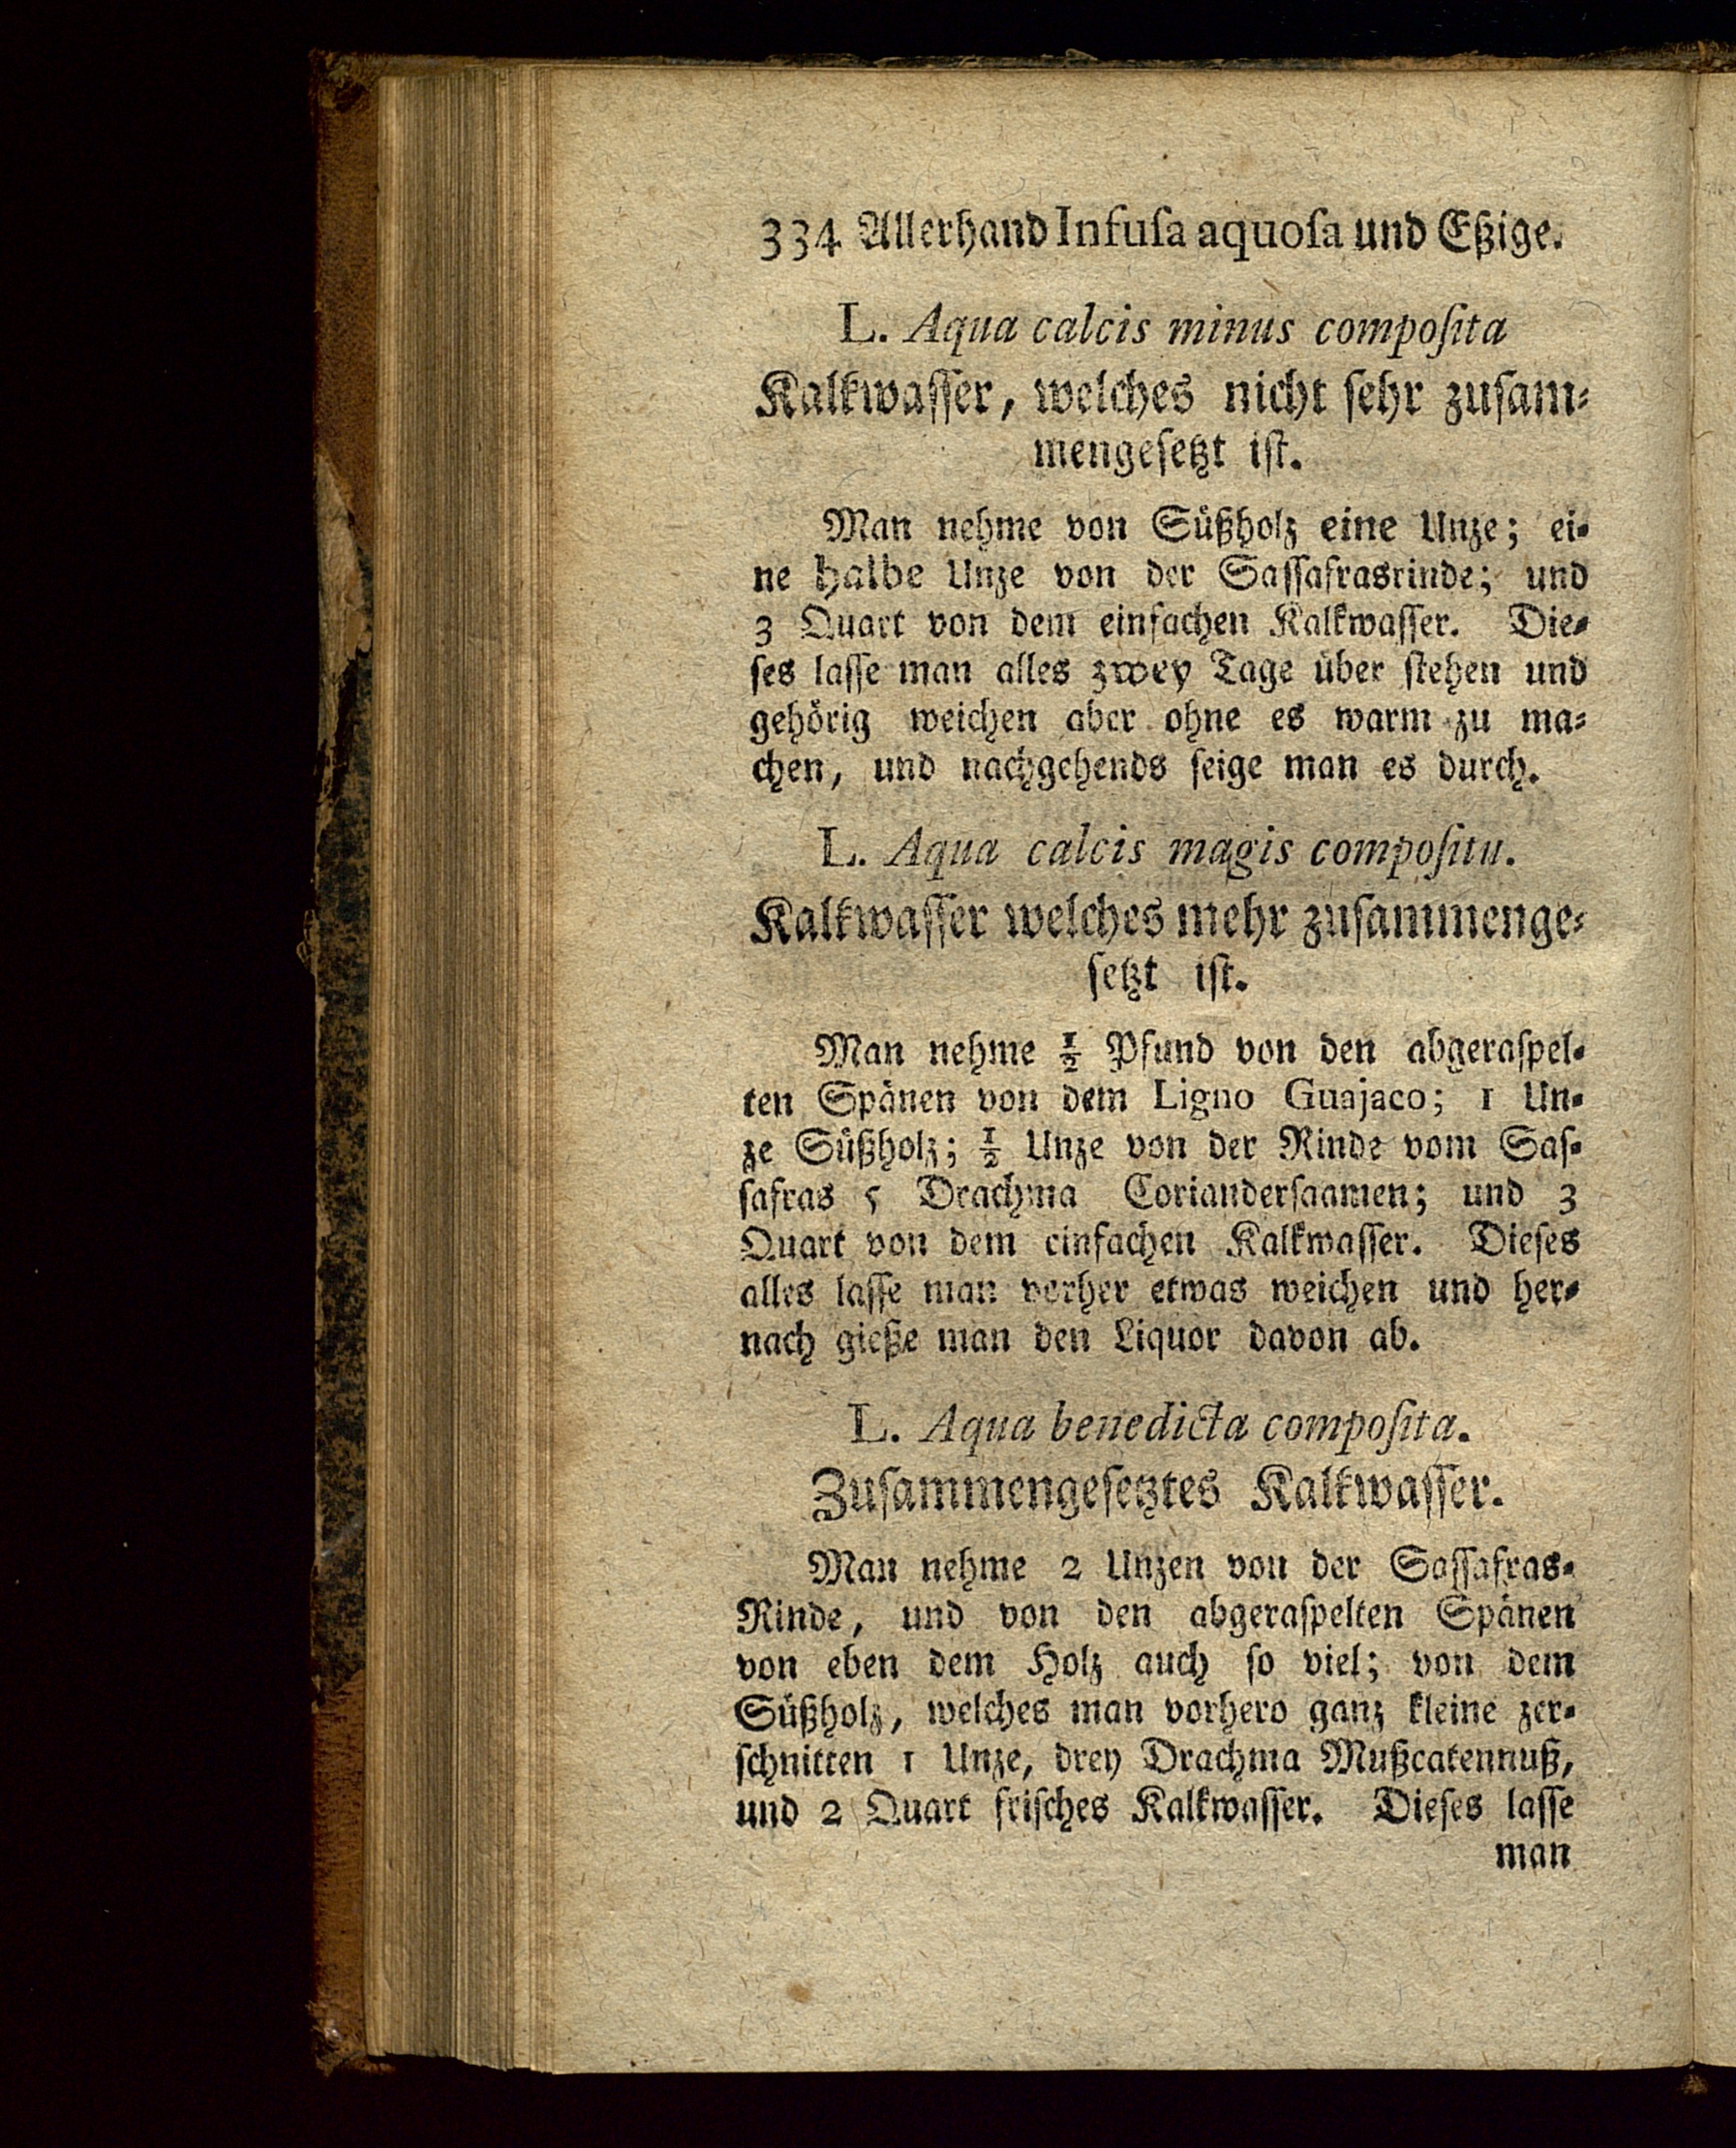 334 Allerhand Infuſa aquoſa und Eßige.
L. Aqua calcis minus compoſita
Kalkwaſſer, welches nicht ſehr zuſam-
mengeſetzt iſt.
Man nehme von Süßholz eine Unze; ei-
ne halbe Unze von der Saſſafrasrinde; und
3 Quart von dem einfachen Kalkwaſſer. Die-
ſes laſſe man alles zwey Tage über ſtehen und
gehörig weichen aber ohne es warm zu ma-
chen, und nachgehends ſeige man es durch.
L. Aqua calcis magis compoſitu.
Kalkwaſſer welches mehr zuſammenge-
ſetzt iſt.
Man nehme ½ Pfund von den abgeraſpel-
ten Spänen von dem Ligno Guajaco; 1 Un-
ze Süßholz; ½ Unze von der Rinde vom Saſ-
ſafras 5 Drachma Corianderſaamen; und 3
Quart von dem einfachen Kalkwaſſer. Dieſes
alles laſſe man vorher etwas weichen und her-
nach gieße man den Liquor davon ab.
L. Aqua benedicta compoſita.
Zuſammengeſetztes Kalkwaſſer.
Man nehme 2 Unzen von der Saſſafras-
Rinde, und von den abgeraſpelten Spänen
von eben dem Holz auch ſo viel; von dem
Süßholz, welches man vorhero ganz kleine zer-
ſchnitten 1 Unze, drey Drachma Mußcatennuß,
und 2 Quart friſches Kalkwaſſer. Dieſes laſſe
man